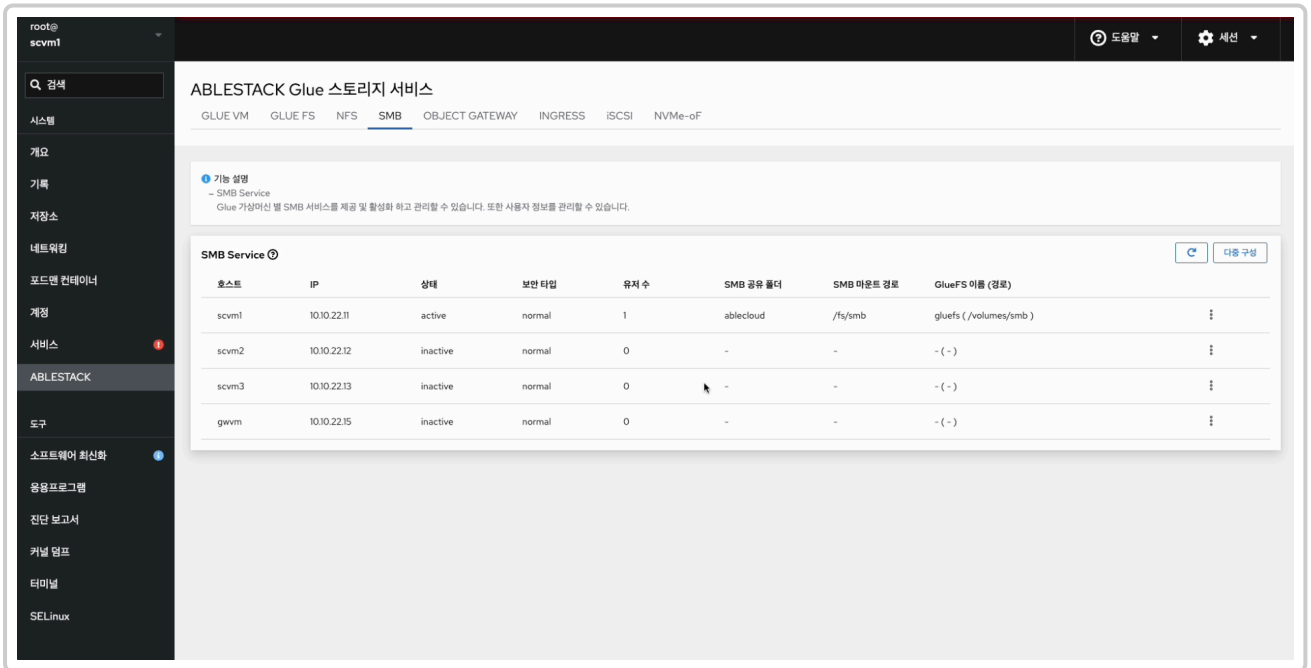 root@
scvm1
도움말
세션
검색
시스템
개요
기록
저장소
네트워킹
포드맨 컨테이너
계정
서비스
ABLESTACK
도구
소프트웨어 최신화
응용프로그램
진단 보고서
커널 덤프
터미널
SELinux
ABLESTACK Glue 스토리지 서비스
GLUE VM GLUE FS NFS SMB OBJECT GATEWAY INGRESS iSCSI NVMe-oF
기능 설명
– SMB Service
Glue 가상머신 별 SMB 서비스를 제공 및 활성화 하고 관리할 수 있습니다. 또한 사용자 정보를 관리할 수 있습니다.
SMB Service
다중 구성
호스트 IP 상태 보안 타입 유저 수 SMB 공유 폴더 SMB 마운트 경로 GlueFS 이름 (경로)
scvm1 10.10.22.11 active normal 1 ablecloud /fs/smb gluefs ( /volumes/smb )
scvm2 10.10.22.12 inactive normal 0 - - - ( - )
scvm3 10.10.22.13 inactive normal 0 - - - ( - )
gwvm 10.10.22.15 inactive normal 0 - - - ( - )